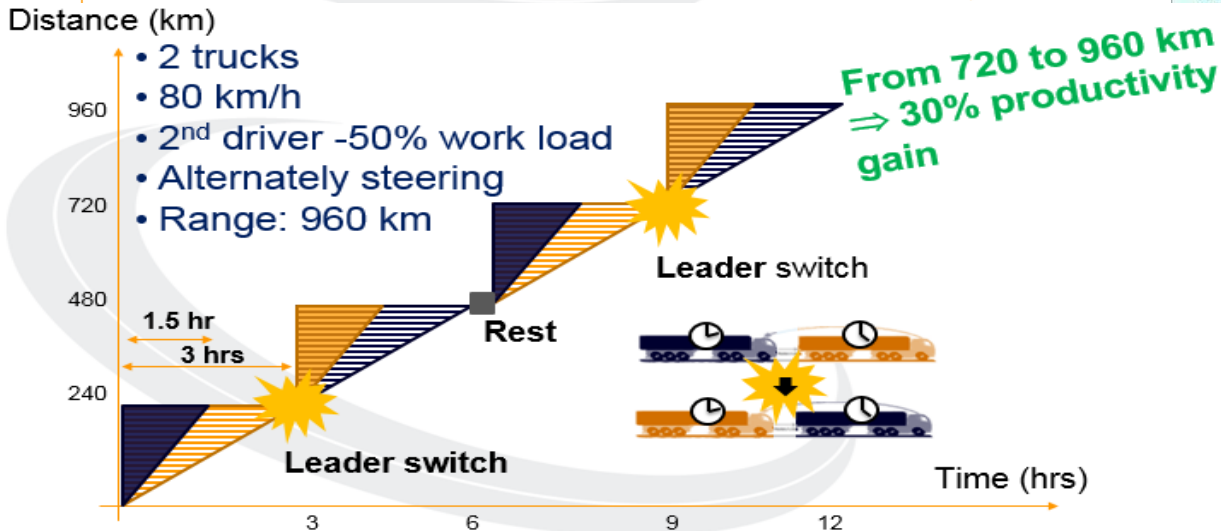 Distance (km)
• 2 trucks
• 80 km/h
• 2nd driver -50% work load
• Alternately steering
• Range: 960 km
From 720 to 960 km
⇒ 30% productivity
gain
960
720
480
240
1.5 hr
3 hrs
Leader switch
Rest
Leader switch
Time (hrs)
3
6
9
12